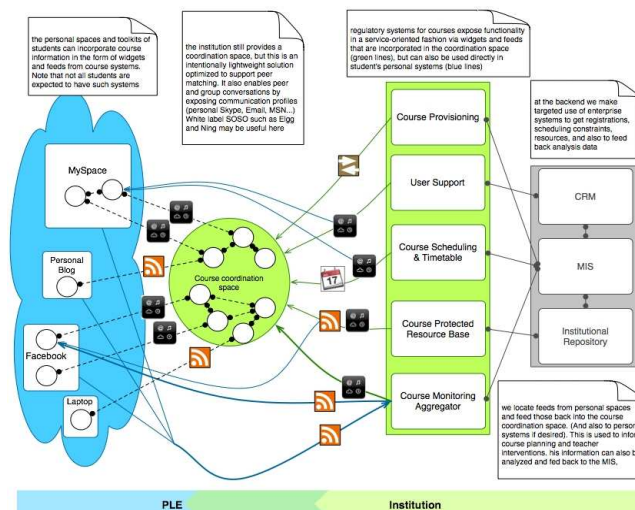 the personal spaces and toolkits of
students can incorporate course
information in the form of widgets
and feeds from course systems.
Note that not all students are
expected to have such systems
the institution still provides a
coordination space, but this is an
intentionally lightweight solution
optimized to support peer
matching. It also enables peer
and group conversations by
exposing communication profiles
(personal Skype, Email, MSN...)
White label SOSO such as Elgg
and Ning may be useful here
regulatory systems for courses expose functionality
in a service-oriented fashion via widgets and feeds
that are incorporated in the coordination space
(green lines), but can also be used directly in
student's personal systems (blue lines)
at the backend we make
targeted use of enterprise
systems to get registrations,
scheduling constraints,
resources, and also to feed
back analysis data
MySpace
Personal
Blog
Facebook
Laptop
Course coordination
space
17
Course Provisioning
User Support
Course Scheduling
& Timetable
Course Protected
Resource Base
Course Monitoring
Aggregator
CRM
MIS
Institutional
Repository
we locate feeds from personal spaces
and feed those back into the course
coordination space. (And also to person
systems if desired). This is used to info
course planning and teacher
interventions, his information can also b
analyzed and fed back to the MIS,
PLE
Institution